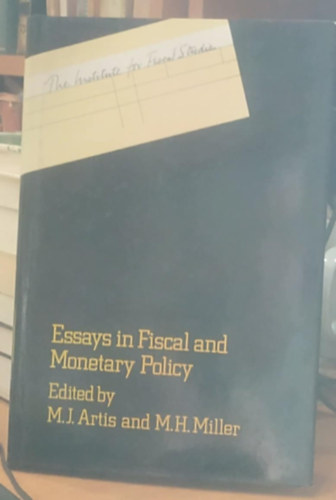 The Institute for Fiscal Studies
Essays in Fiscal and
Monetary Policy
Edited by
M.J. Artis and M.H. Miller